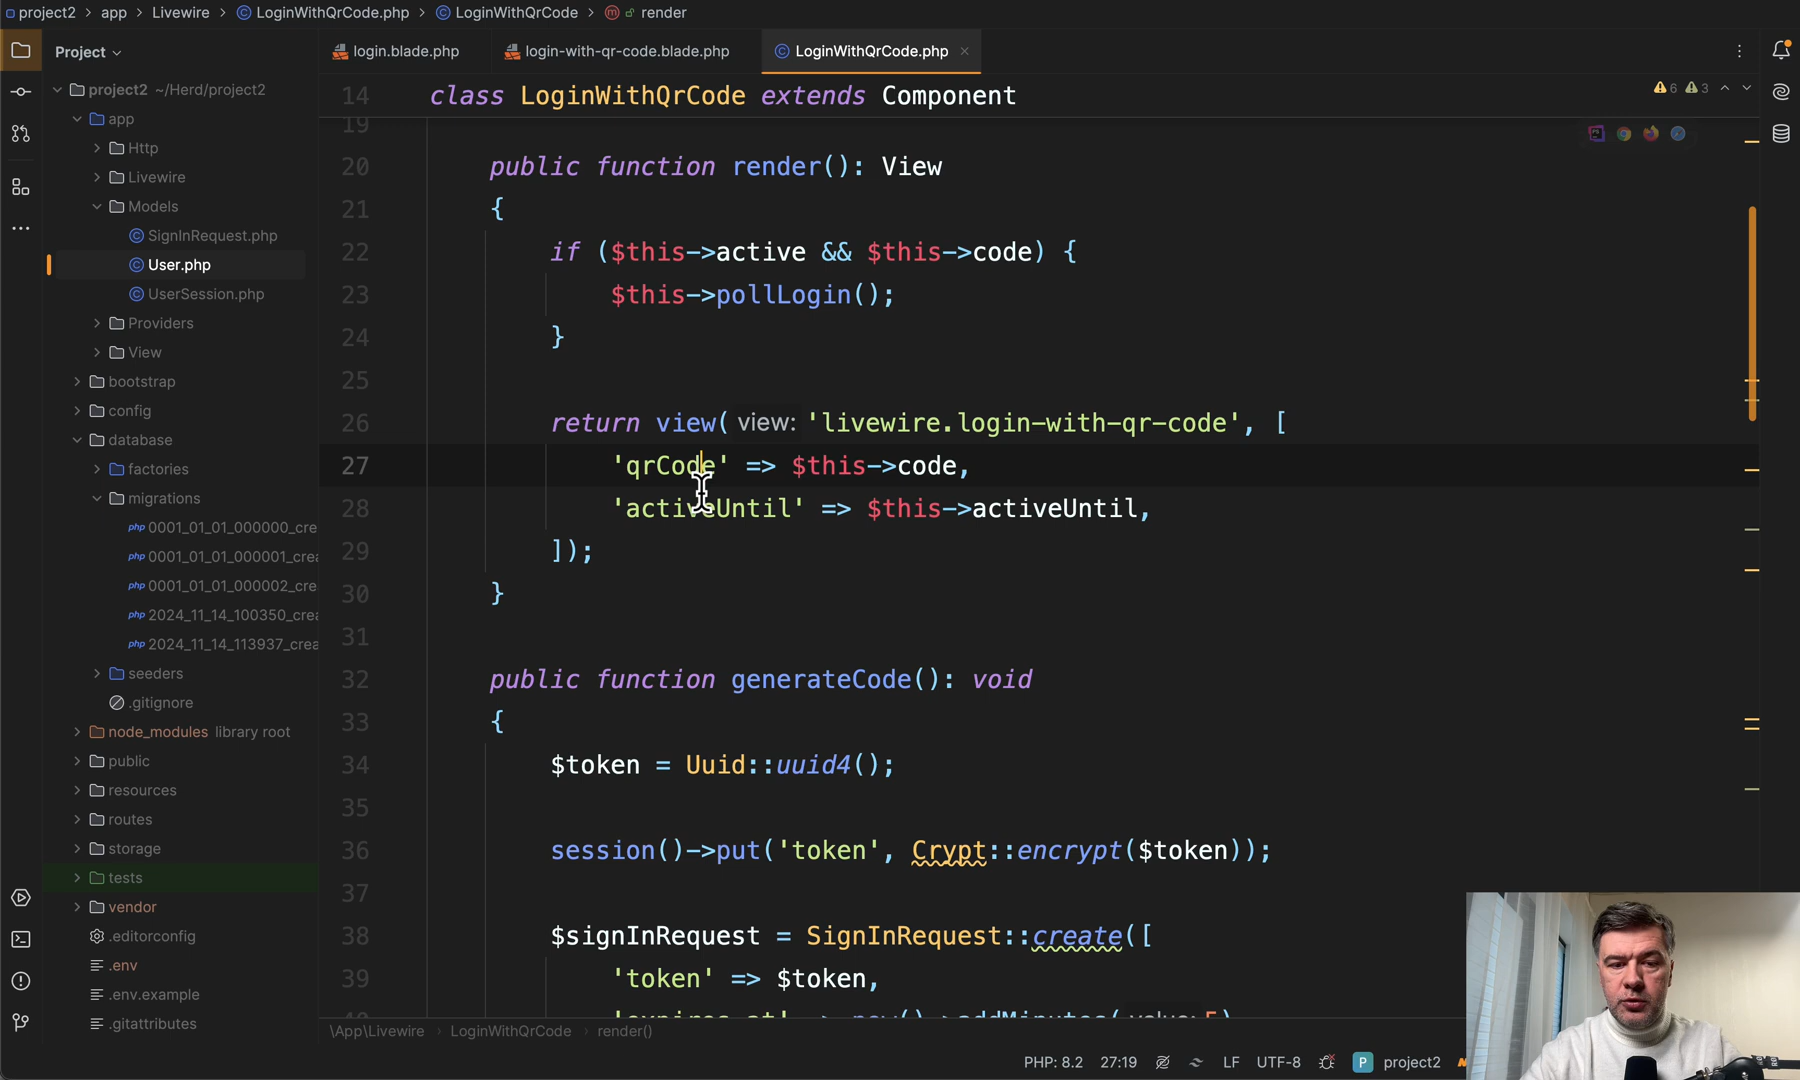 project2 > app > Livewire > LoginWithQrCode.php > LoginWithQrCode > render
Project
login.blade.php
login-with-qr-code.blade.php
LoginWithQrCode.php
project2 ~/Herd/project2
app
Http
Livewire
Models
SignInRequest.php
User.php
UserSession.php
Providers
View
bootstrap
config
database
factories
migrations
php 0001_01_01_000000_cre
php 0001_01_01_000001_crea
php 0001_01_01_000002_cre
php 2024_11_14_100350_crea
php 2024_11_14_113937_crea
seeders
.gitignore
node_modules library root
public
resources
routes
storage
tests
vendor
.editorconfig
.env
.env.example
.gitattributes
6 3
14 class LoginWithQrCode extends Component
19
20 public function render(): View
21 {
22 if ($this->active && $this->code) {
23 $this->pollLogin();
24 }
25
26 return view( view: 'livewire.login-with-qr-code', [
27 'qrCode' => $this->code,
28 'activeUntil' => $this->activeUntil,
29 ]);
30 }
31
32 public function generateCode(): void
33 {
34 $token = Uuid::uuid4();
35
36 session()->put('token', Crypt::encrypt($token));
37
38 $signInRequest = SignInRequest::create([
39 'token' => $token,
\App\Livewire LoginWithQrCode render()
PHP: 8.2 27:19 LF UTF-8 P project2